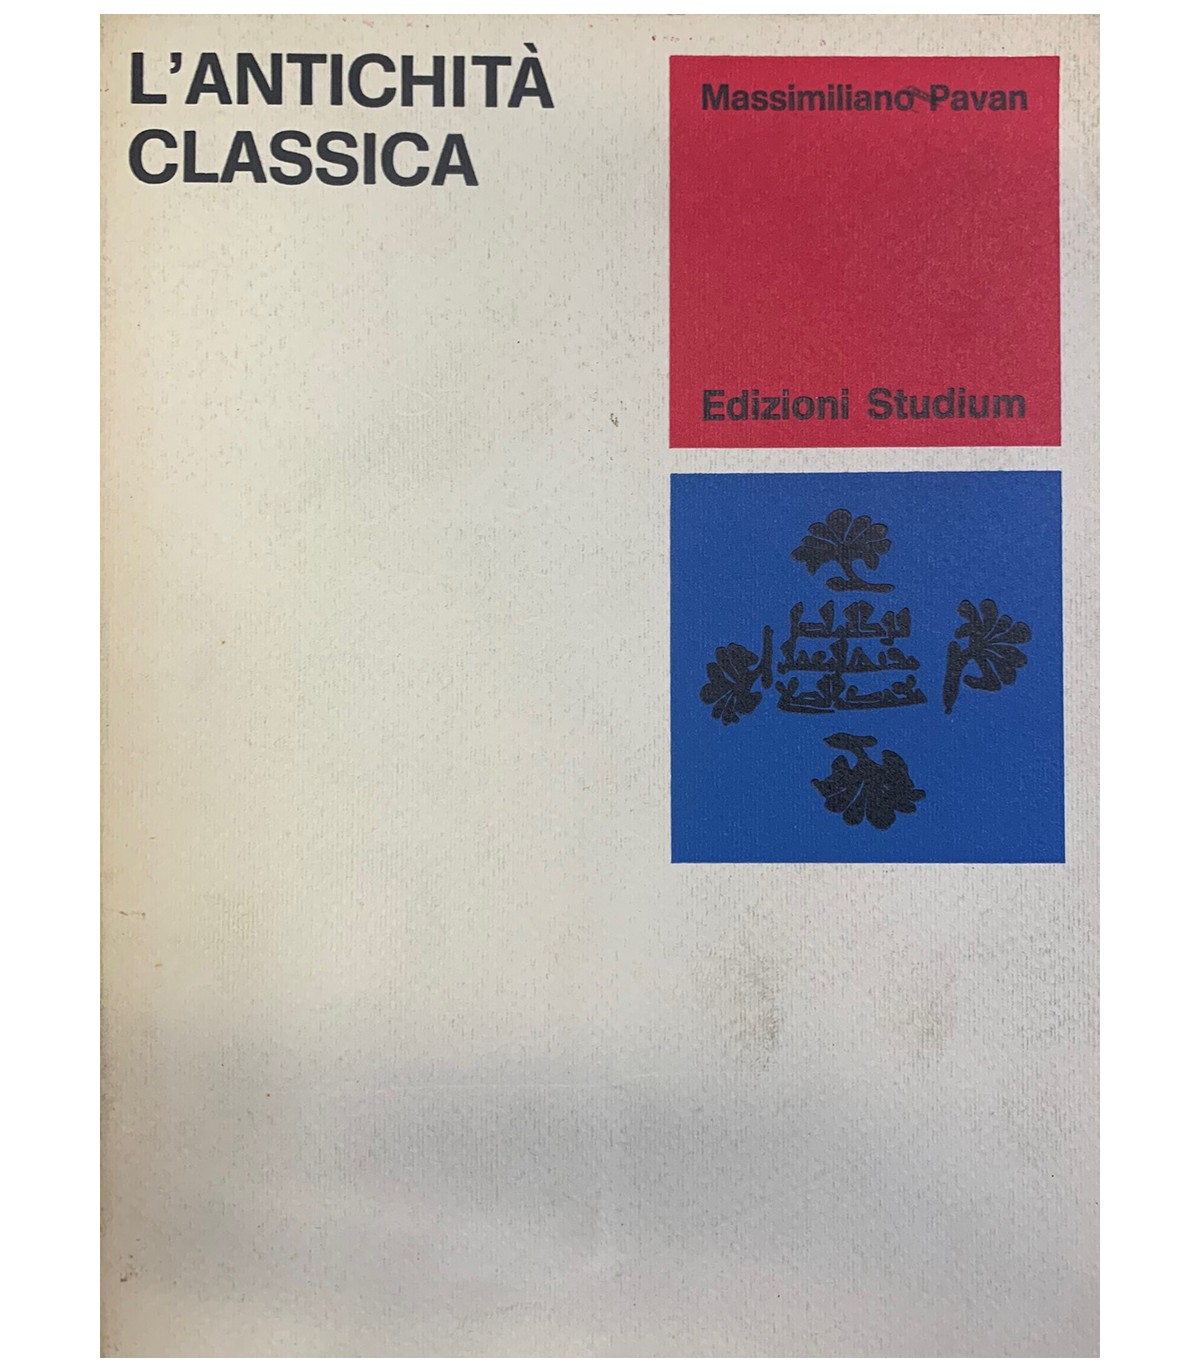 L'ANTICHITÀ
CLASSICA
Massimiliano Pavan
Edizioni Studium